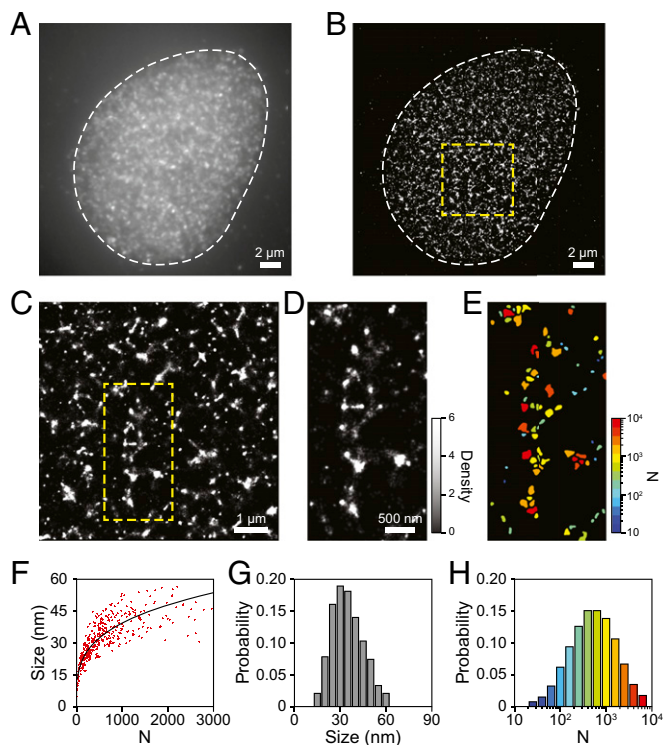 A
B
2 μm
2 μm
C
D
E
6
4
2
0
Density
10⁴
10³
10²
10
N
1 μm
500 nm
F
G
H
60
45
30
15
0
Size (nm)
0 1000 2000 3000
N
0.20
0.15
0.10
0.05
0
Probability
0 30 60 90
Size (nm)
0.20
0.15
0.10
0.05
0
Probability
10 10² 10³ 10⁴
N